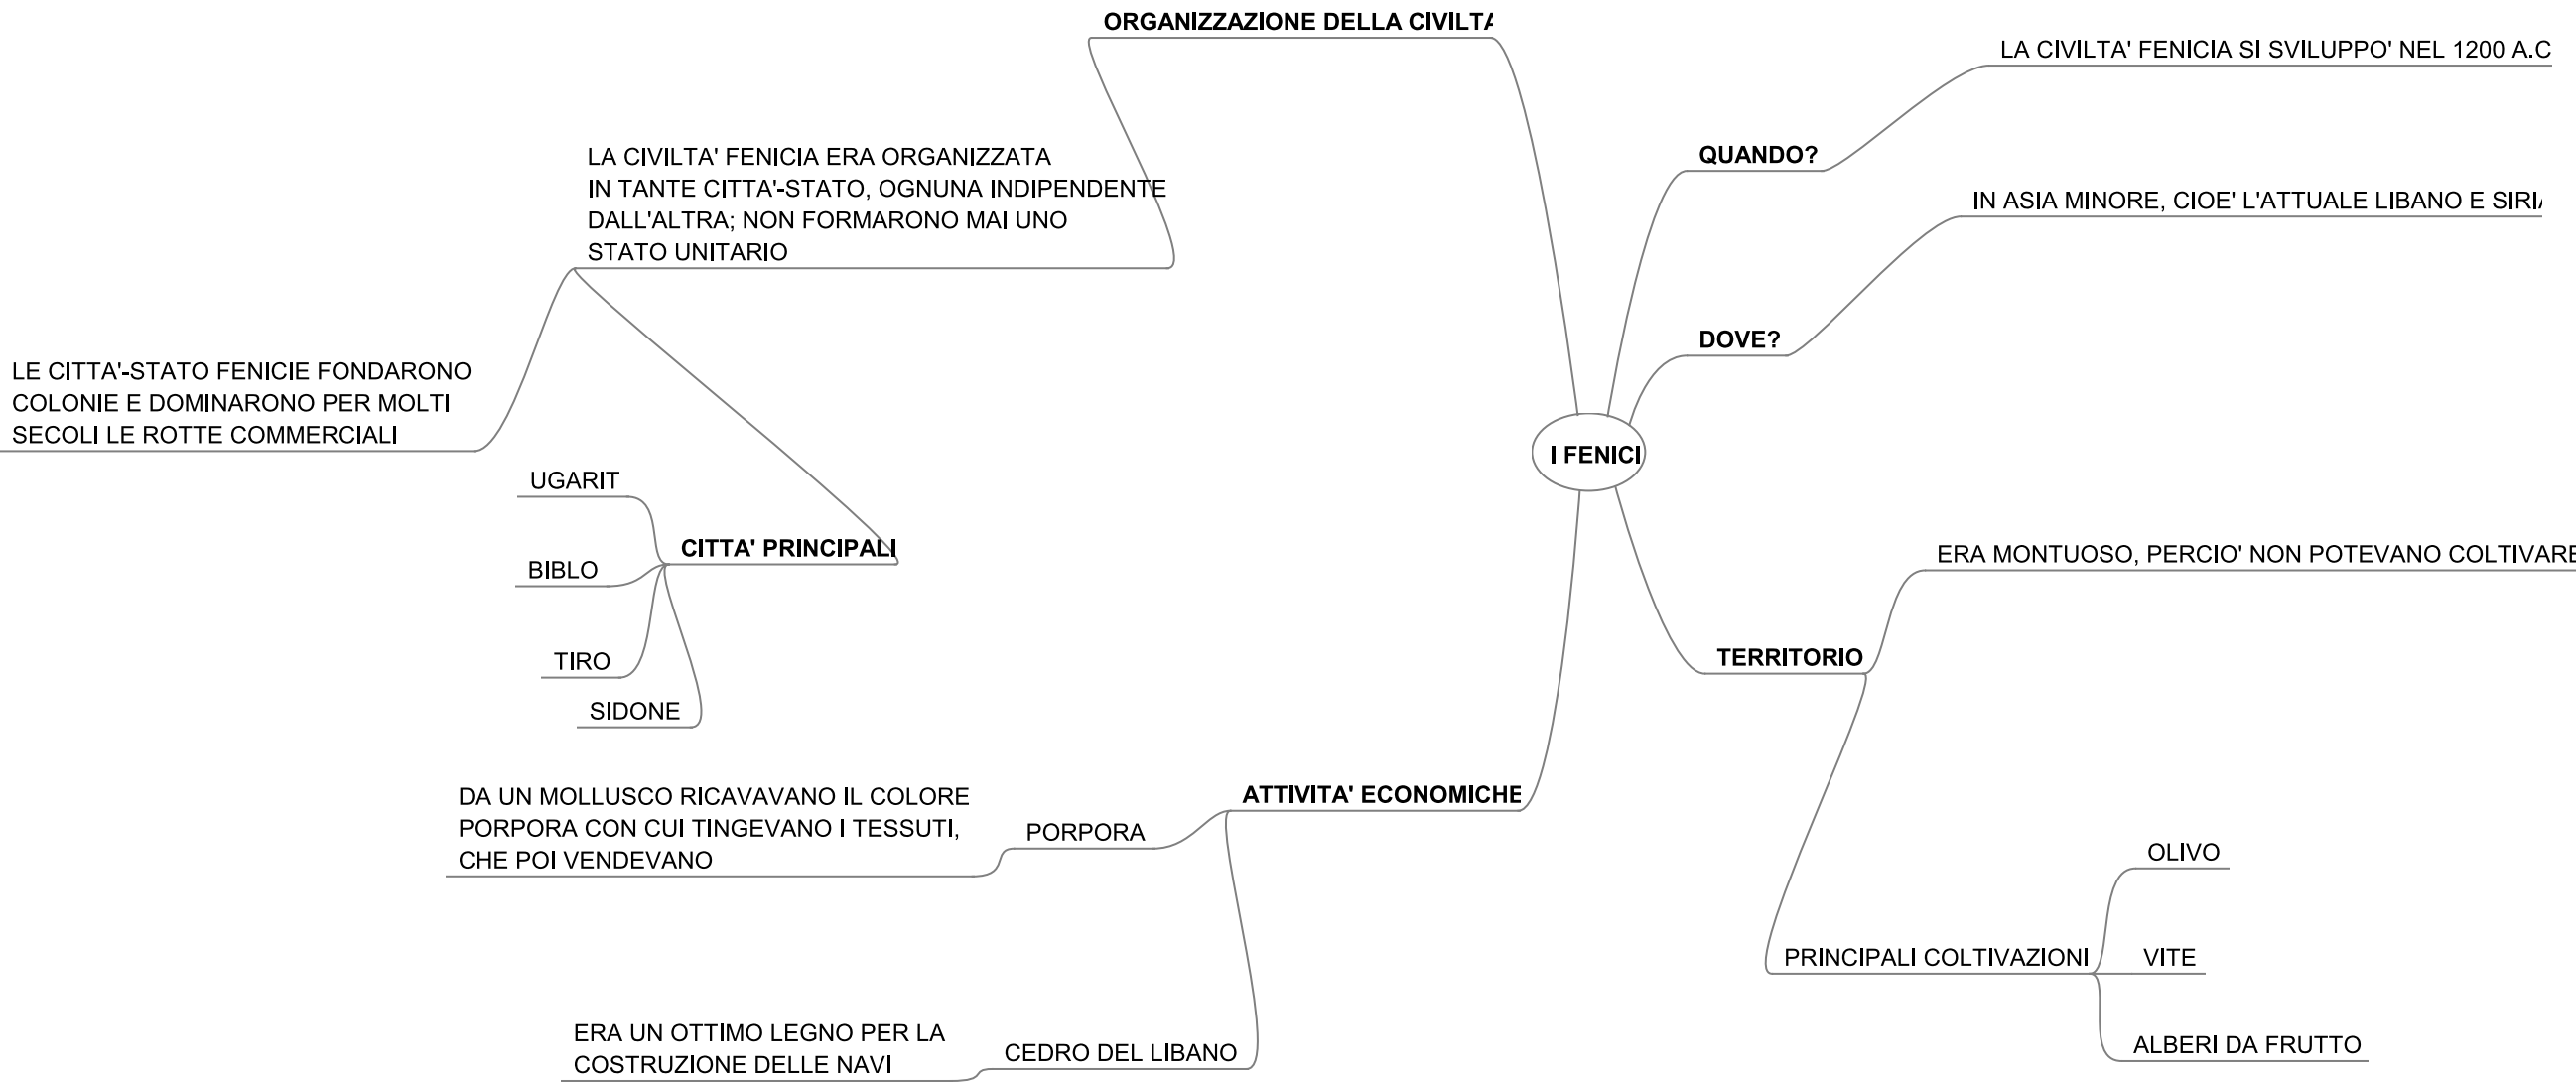 I FENICI
QUANDO?
LA CIVILTA' FENICIA SI SVILUPPO' NEL 1200 A.C
DOVE?
IN ASIA MINORE, CIOE' L'ATTUALE LIBANO E SIRIA
TERRITORIO
ERA MONTUOSO, PERCIO' NON POTEVANO COLTIVARE
PRINCIPALI COLTIVAZIONI
OLIVO
VITE
ALBERI DA FRUTTO
ORGANIZZAZIONE DELLA CIVILTA
LA CIVILTA' FENICIA ERA ORGANIZZATA
IN TANTE CITTA'-STATO, OGNUNA INDIPENDENTE
DALL'ALTRA; NON FORMARONO MAI UNO
STATO UNITARIO
LE CITTA'-STATO FENICIE FONDARONO
COLONIE E DOMINARONO PER MOLTI
SECOLI LE ROTTE COMMERCIALI
CITTA' PRINCIPALI
UGARIT
BIBLO
TIRO
SIDONE
ATTIVITA' ECONOMICHE
PORPORA
DA UN MOLLUSCO RICAVAVANO IL COLORE
PORPORA CON CUI TINGEVANO I TESSUTI,
CHE POI VENDEVANO
CEDRO DEL LIBANO
ERA UN OTTIMO LEGNO PER LA
COSTRUZIONE DELLE NAVI